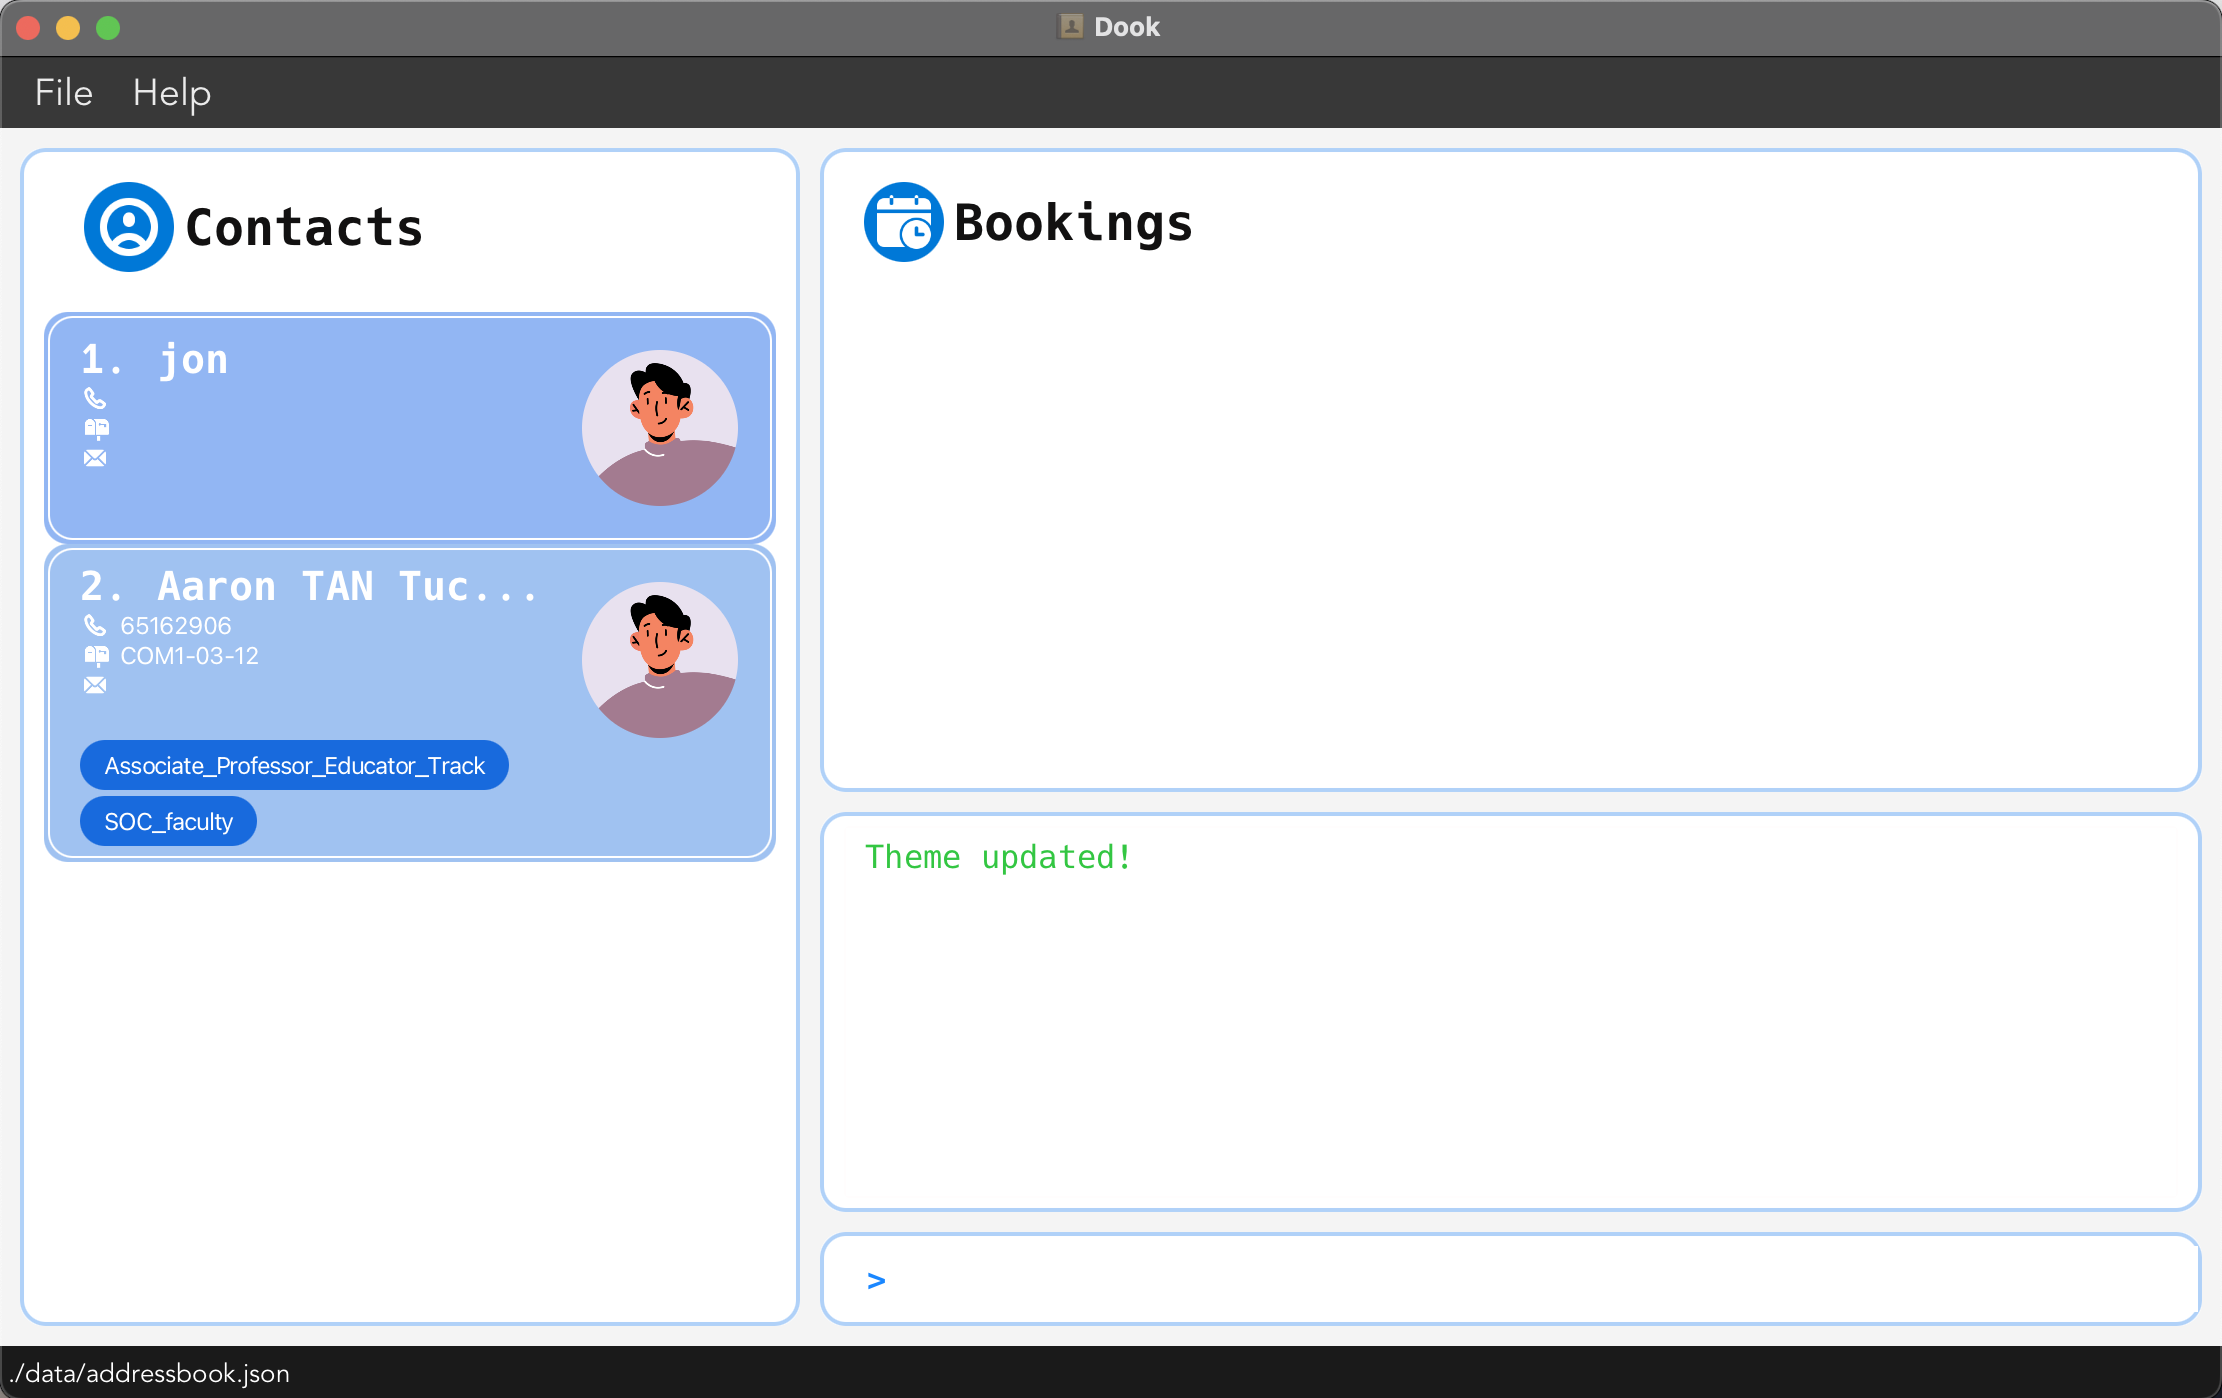 Dook
File Help
Contacts
1. jon
2. Aaron TAN Tuc...
65162906
COM1-03-12
Associate_Professor_Educator_Track
SOC_faculty
Bookings
Theme updated!
>
./data/addressbook.json